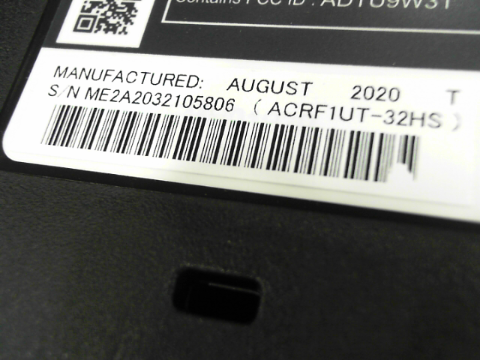 Contains FCC ID : ADTU9W31
MANUFACTURED: AUGUST 2020 T
S/N ME2A2032105806 ( ACRF1UT-32HS )